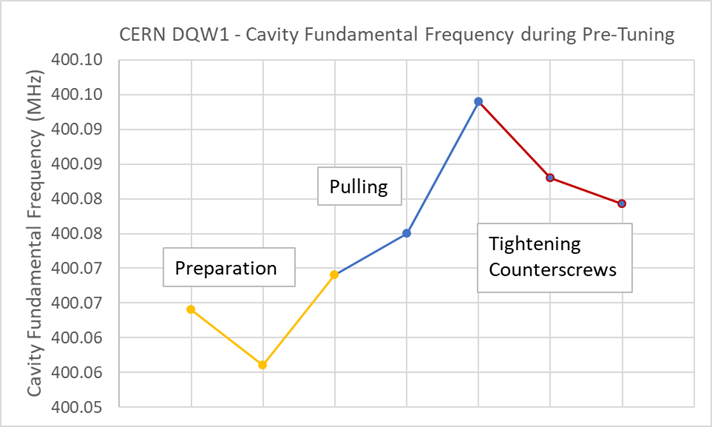 CERN DQW1 - Cavity Fundamental Frequency during Pre-Tuning
Cavity Fundamental Frequency (MHz)
400.10
400.10
400.09
400.09
400.08
400.08
400.07
400.07
400.06
400.06
400.05
Preparation
Pulling
Tightening
Counterscrews